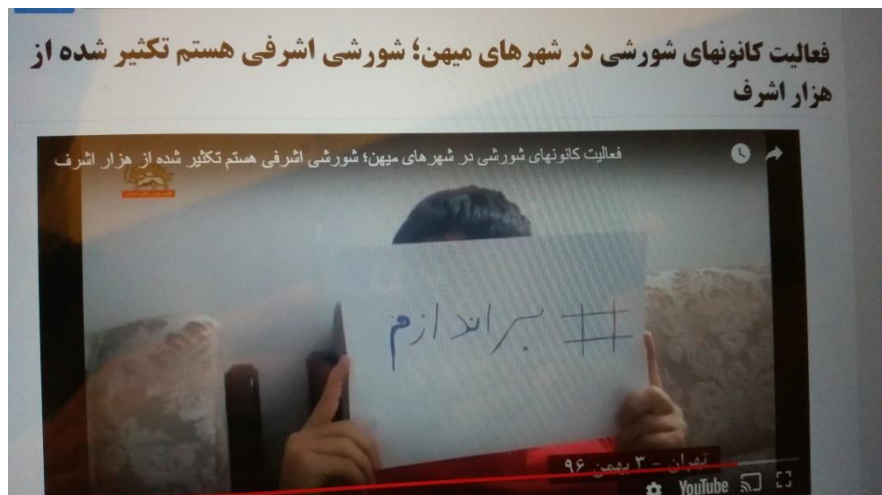 فعالیت کانونهای شورشی در شهرهای میهن؛ شورشی اشرفی هستم تکثیر شده از
هزار اشرف
فعالیت کانونهای شورشی در شهرهای میهن؛ شورشی اشرفی هستم تکثیر شده از هزار اشرف
#براندازم
تهران - ۳ بهمن ۹۶
YouTube